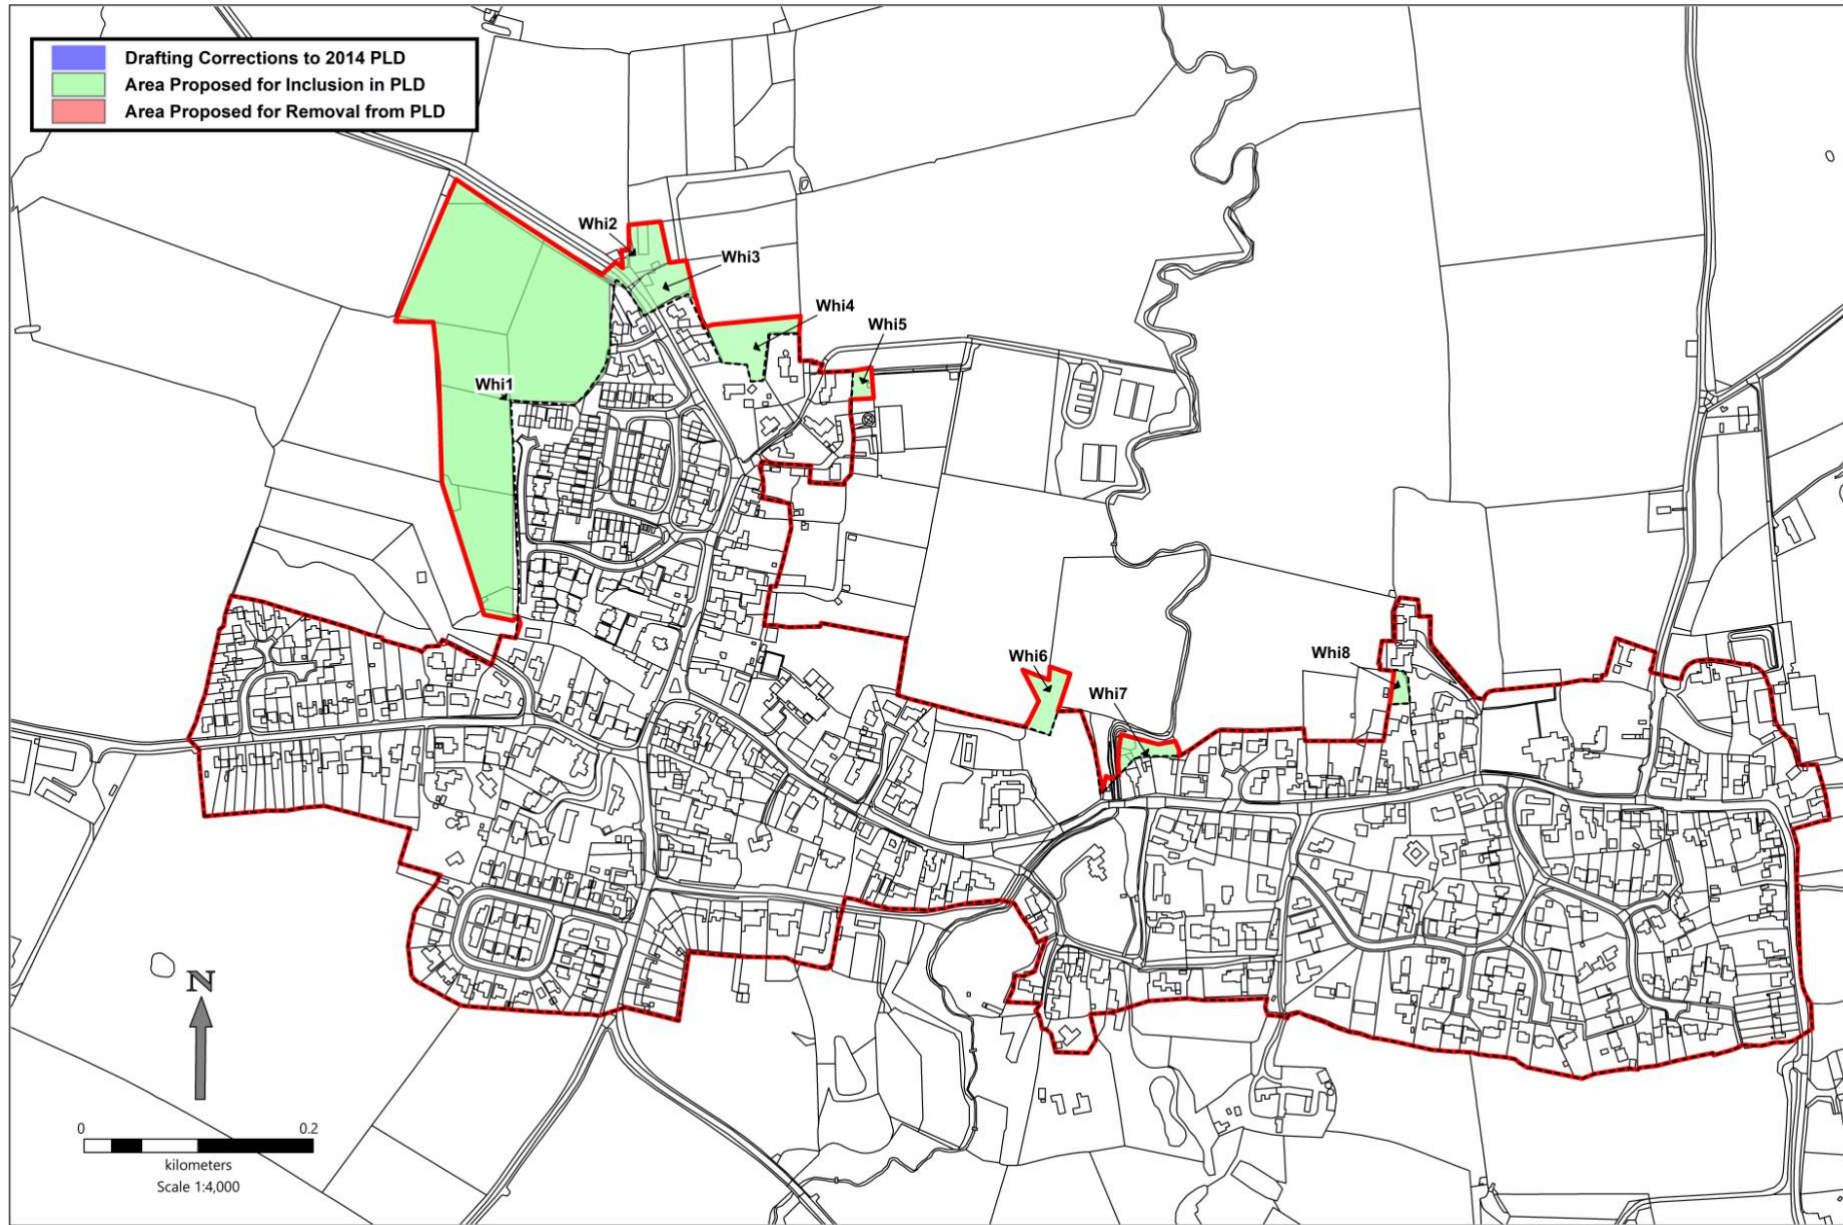 Drafting Corrections to 2014 PLD
Area Proposed for Inclusion in PLD
Area Proposed for Removal from PLD
Whi2
Whi3
Whi4
Whi5
Whi1
Whi6
Whi8
Whi7
N
0 0.2
kilometers
Scale 1:4,000